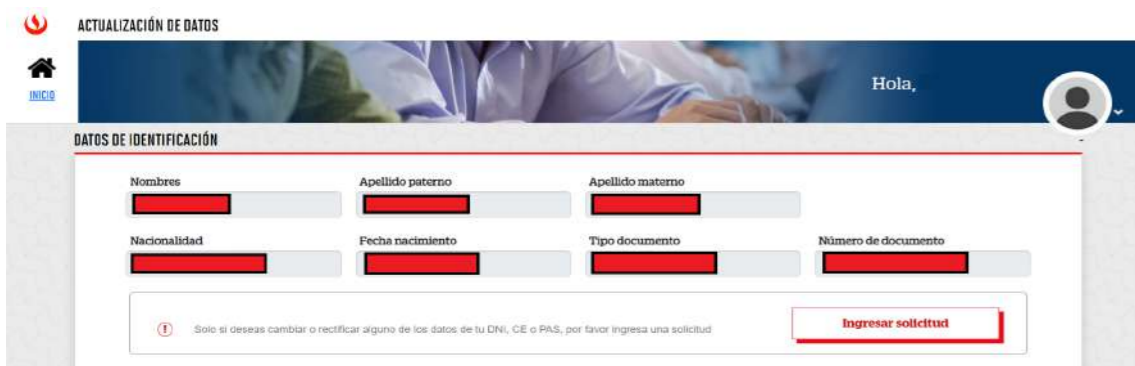 ACTUALIZACIÓN DE DATOS
INICIO
Hola,
DATOS DE IDENTIFICACIÓN
Nombres Apellido paterno Apellido materno
Nacionalidad Fecha nacimiento Tipo documento Número de documento
Solo si deseas cambiar o rectificar alguno de los datos de tu DNI, CE o PAS, por favor ingresa una solicitud
Ingresar solicitud